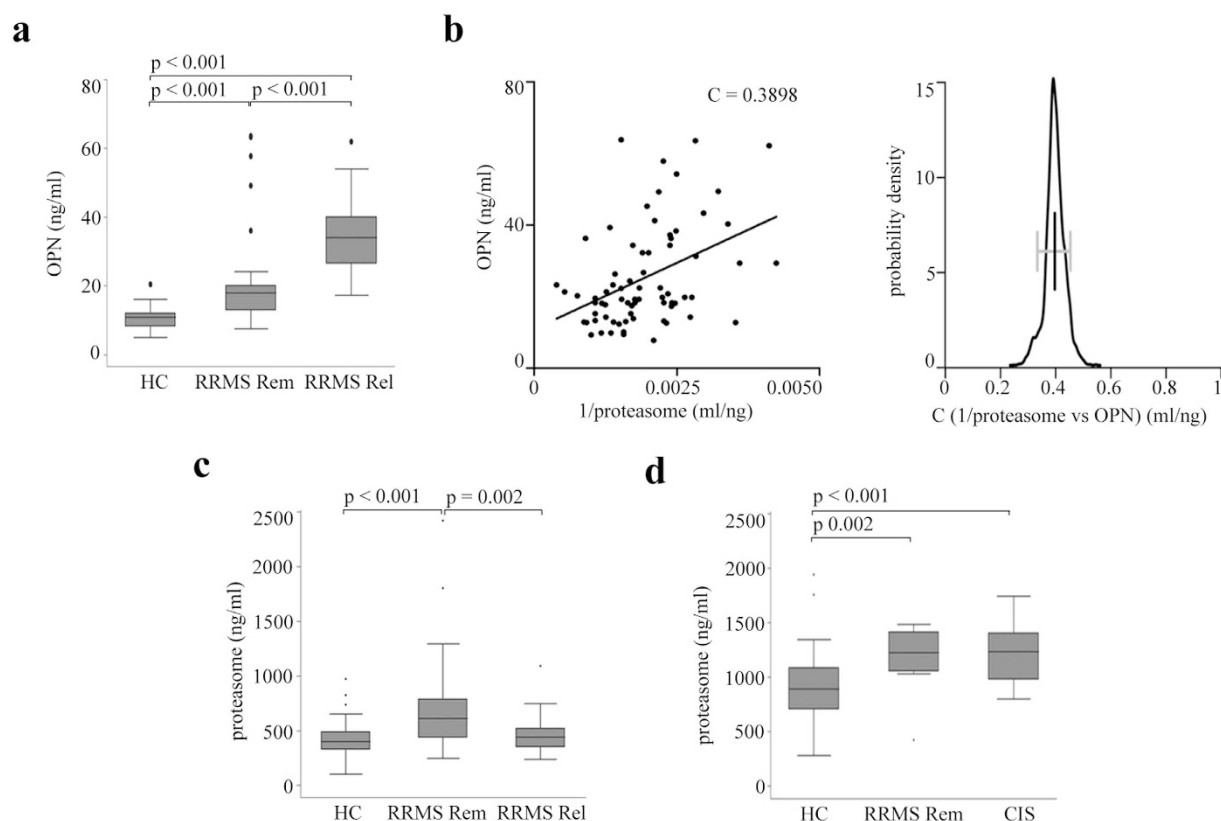 a
p < 0.001
p < 0.001 p < 0.001
80
60
40
20
0
OPN (ng/ml)
HC RRMS Rem RRMS Rel
b
C = 0.3898
80
40
0
OPN (ng/ml)
0 0.0025 0.0050
1/proteasome (ml/ng)
15
10
5
0
probability density
0 0.2 0.4 0.6 0.8 1
C (1/proteasome vs OPN) (ml/ng)
c
p < 0.001 p = 0.002
2500
2000
1500
1000
500
0
proteasome (ng/ml)
HC RRMS Rem RRMS Rel
d
p < 0.001
p 0.002
2500
2000
1500
1000
500
0
proteasome (ng/ml)
HC RRMS Rem CIS